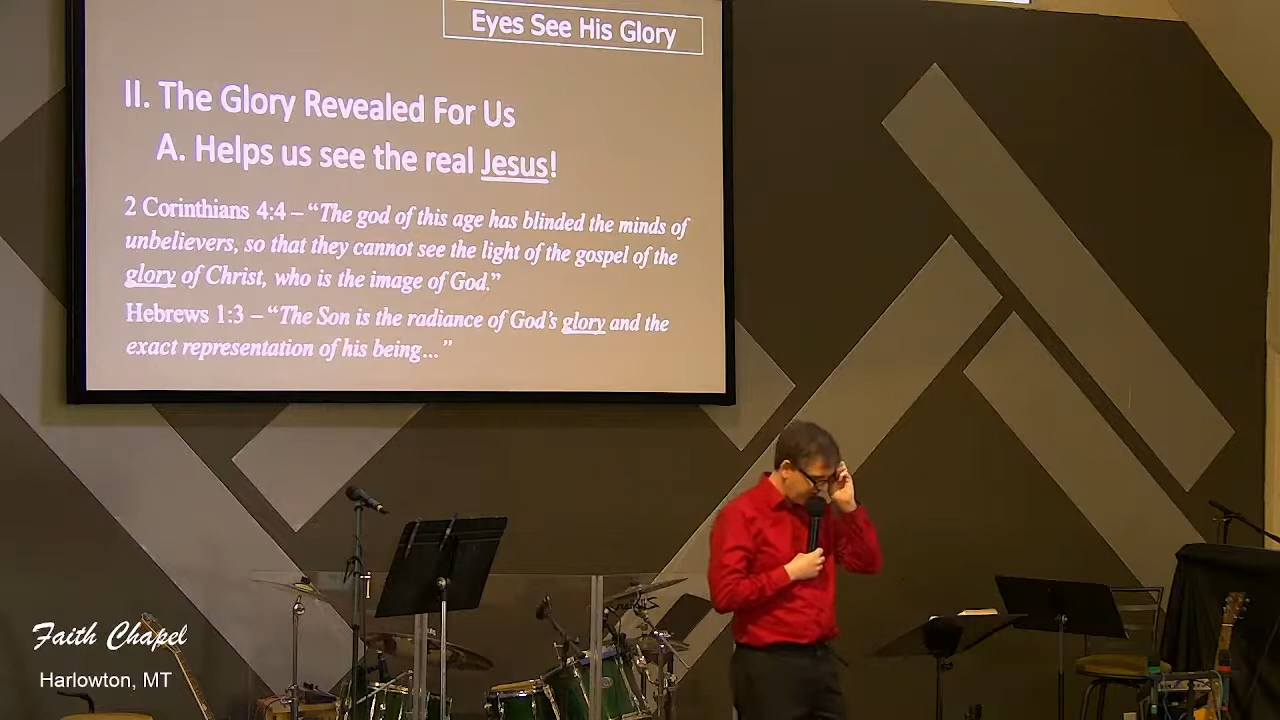 Eyes See His Glory
II. The Glory Revealed For Us
A. Helps us see the real Jesus!
2 Corinthians 4:4 – “The god of this age has blinded the minds of
unbelievers, so that they cannot see the light of the gospel of the
glory of Christ, who is the image of God.”
Hebrews 1:3 – “The Son is the radiance of God’s glory and the
exact representation of his being…”
Faith Chapel
Harlowton, MT